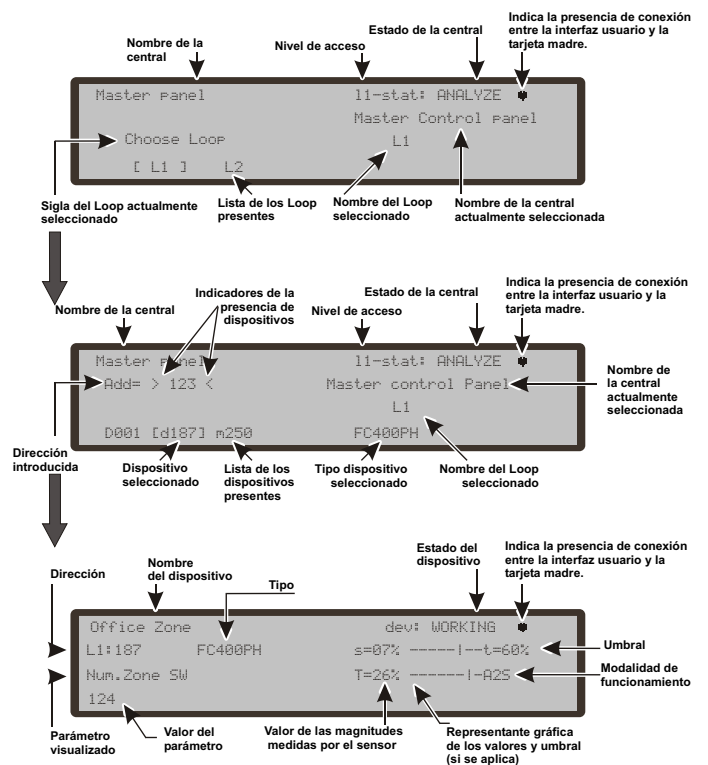 Indica la presencia de conexión
entre la interfaz usuario y la
tarjeta madre.
Estado de la central
Nombre de la
central
Nivel de acceso
Master panel l1-stat: ANALYZE
Master Control panel
Choose Loop L1
[ L1 ] L2
Sigla del Loop actualmente
seleccionado
Lista de los Loop
presentes
Nombre del Loop
seleccionado
Nombre de la central
actualmente seleccionada
Nombre de la central
Indicadores de la
presencia de
dispositivos
Nivel de acceso
Estado de la central
Indica la presencia de conexión
entre la interfaz usuario y la
tarjeta madre.
Master panel l1-stat: ANALYZE
Add= > 123 < Master control Panel
L1
D001 [d187] m250 FC400PH
Nombre de
la central
actualmente
seleccionada
Dirección
introducida
Dispositivo
seleccionado
Lista de los
dispositivos
presentes
Tipo dispositivo
seleccionado
Nombre del Loop
seleccionado
Dirección
Nombre
del dispositivo
Tipo
Estado del
dispositivo
Indica la presencia de conexión
entre la interfaz usuario y la
tarjeta madre.
Office Zone dev: WORKING
L1:187 FC400PH s=07% ------|--t=60%
Num.Zone SW T=26% ------|-A2S
124
Umbral
Modalidad de
funcionamiento
Parámetro
visualizado
Valor del
parámetro
Valor de las magnitudes
medidas por el sensor
Representante gráfica
de los valores y umbral
(si se aplica)